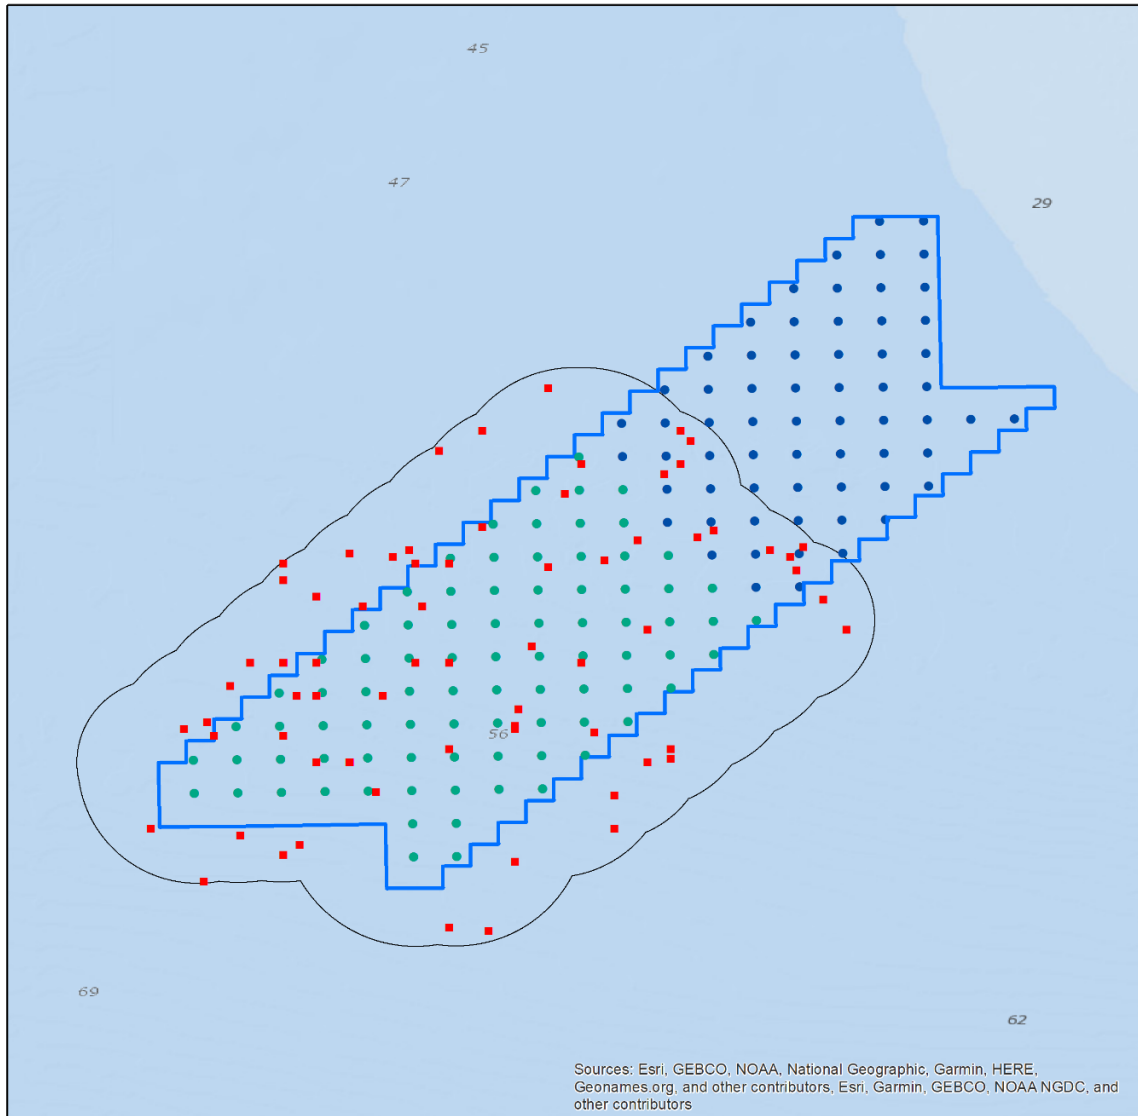 45
47
29
56
69
62
Sources: Esri, GEBCO, NOAA, National Geographic, Garmin, HERE,
Geonames.org, and other contributors, Esri, Garmin, GEBCO, NOAA NGDC, and
other contributors